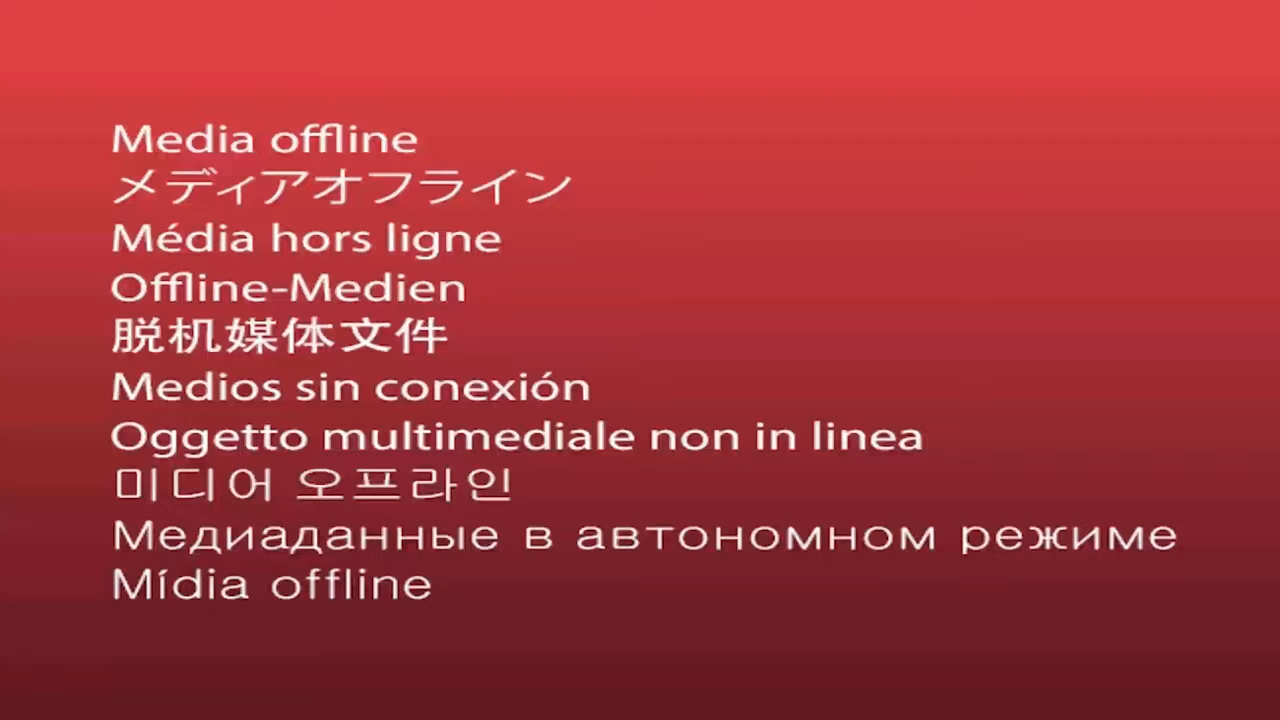 Media offline
メディアオフライン
Média hors ligne
Offline-Medien
脱机媒体文件
Medios sin conexión
Oggetto multimediale non in linea
미디어 오프라인
Медиаданные в автономном режиме
Mídia offline